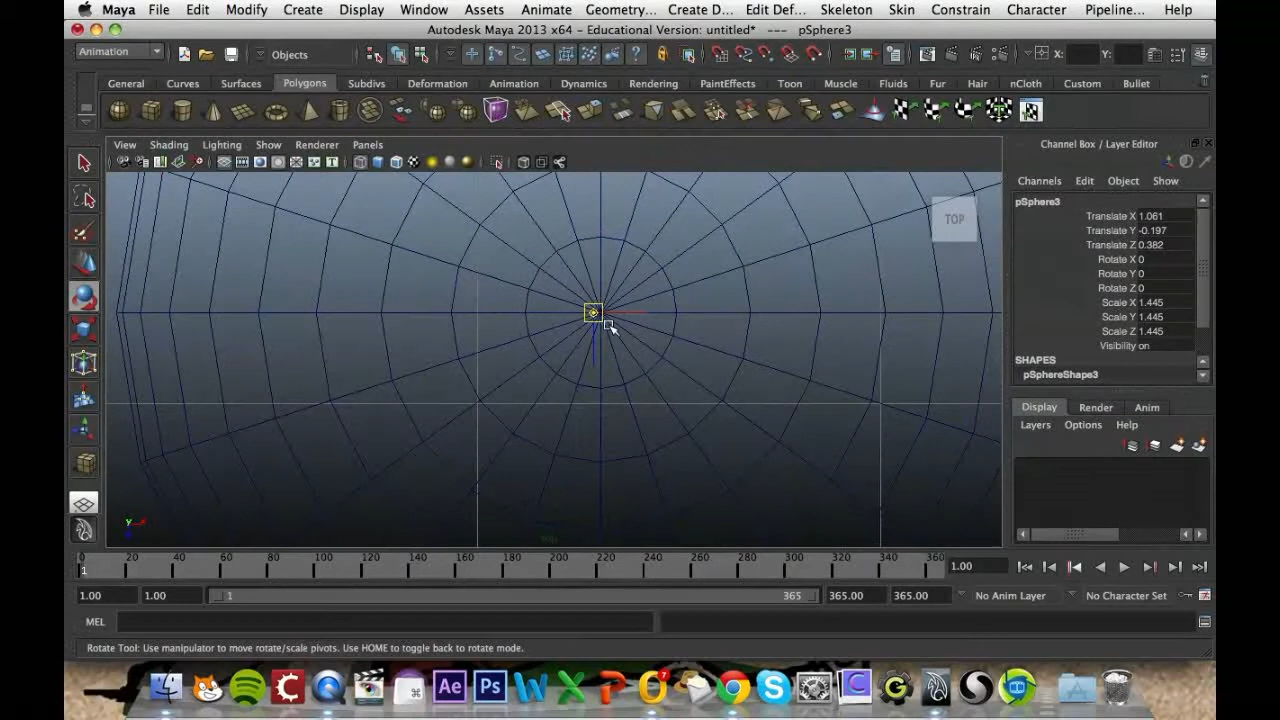 Maya File Edit Modify Create Display Window Assets Animate Geometry... Create D... Edit Def... Skeleton Skin Constrain Character Pipeline... Help
Autodesk Maya 2013 x64 - Educational Version: untitled* --- pSphere3
Animation Objects X: Y:
General Curves Surfaces Polygons Subdivs Deformation Animation Dynamics Rendering PaintEffects Toon Muscle Fluids Fur Hair nCloth Custom Bullet
View Shading Lighting Show Renderer Panels
Channel Box / Layer Editor
Channels Edit Object Show
pSphere3
Translate X 1.061
Translate Y -0.197
Translate Z 0.382
Rotate X 0
Rotate Y 0
Rotate Z 0
Scale X 1.445
Scale Y 1.445
Scale Z 1.445
Visibility on
SHAPES
pSphereShape3
TOP
Display Render Anim
Layers Options Help
Y
0 20 40 60 80 100 120 140 160 180 200 220 240 260 280 300 320 340 360
1 1.00
1.00 1.00 1 365 365.00 365.00 No Anim Layer No Character Set
MEL
Rotate Tool: Use manipulator to move rotate/scale pivots. Use HOME to toggle back to rotate mode.
Ae Ps 7